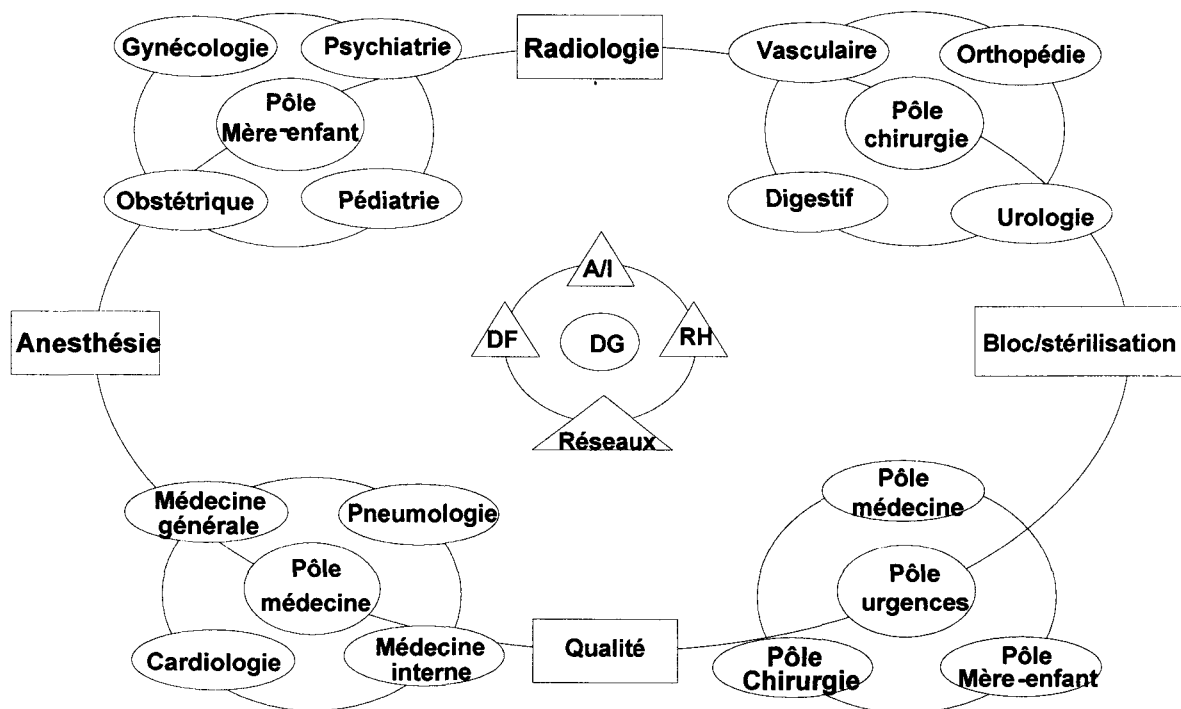 Gynécologie
Psychiatrie
Radiologie
Vasculaire
Orthopédie
Pôle
Mère-enfant
Pôle
chirurgie
Obstétrique
Pédiatrie
Digestif
Urologie
A/I
Anesthésie
DF
DG
RH
Bloc/stérilisation
Réseaux
Médecine
générale
Pneumologie
Pôle
médecine
Pôle
médecine
Pôle
urgences
Cardiologie
Médecine
interne
Qualité
Pôle
Chirurgie
Pôle
Mère-enfant